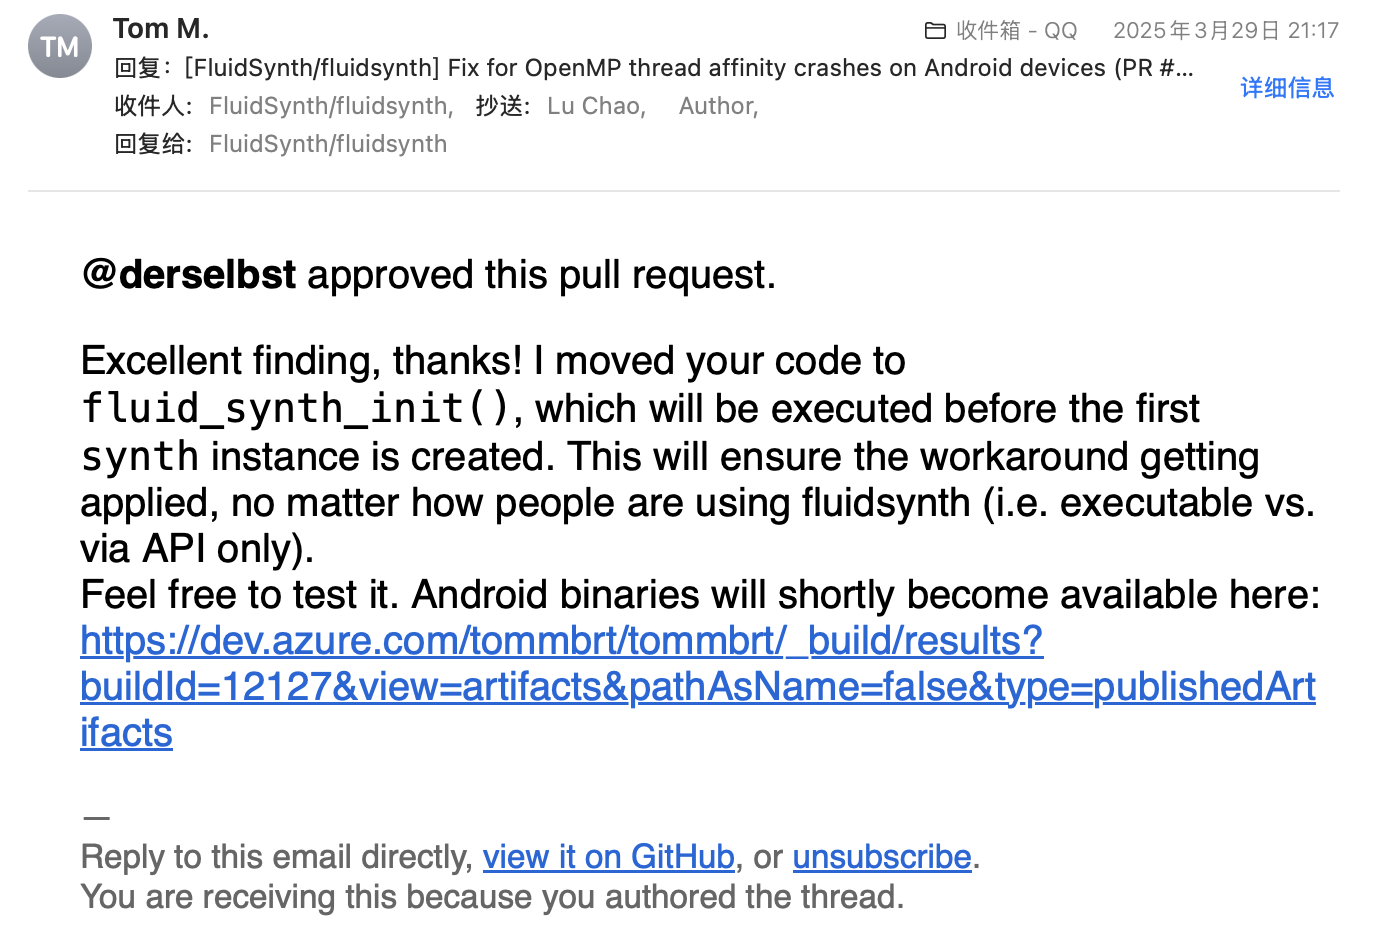 TM
Tom M.
收件箱 - QQ
2025年3月29日 21:17
回复：[FluidSynth/fluidsynth] Fix for OpenMP thread affinity crashes on Android devices (PR #...
详细信息
收件人: FluidSynth/fluidsynth, 抄送: Lu Chao, Author,
回复给: FluidSynth/fluidsynth
@derselbst approved this pull request.
Excellent finding, thanks! I moved your code to
fluid_synth_init(), which will be executed before the first
synth instance is created. This will ensure the workaround getting
applied, no matter how people are using fluidsynth (i.e. executable vs.
via API only).
Feel free to test it. Android binaries will shortly become available here:
https://dev.azure.com/tommbrt/tommbrt/_build/results?
buildId=12127&view=artifacts&pathAsName=false&type=publishedArt
ifacts
—
Reply to this email directly, view it on GitHub, or unsubscribe.
You are receiving this because you authored the thread.